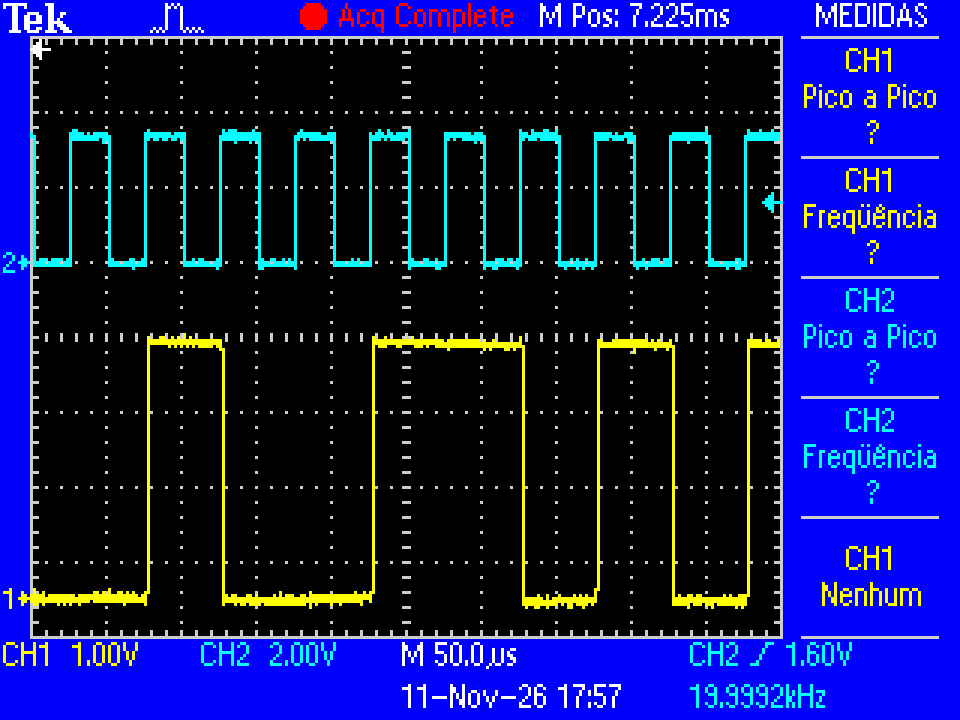 Tek Acq Complete M Pos: 7.225ms MEDIDAS
CH1
Pico a Pico
?
CH1
Freqüência
?
CH2
Pico a Pico
?
CH2
Freqüência
?
CH1
Nenhum
2
1
CH1 1.00V CH2 2.00V M 50.0µs CH2 1.60V
11-Nov-26 17:57 19.9992kHz